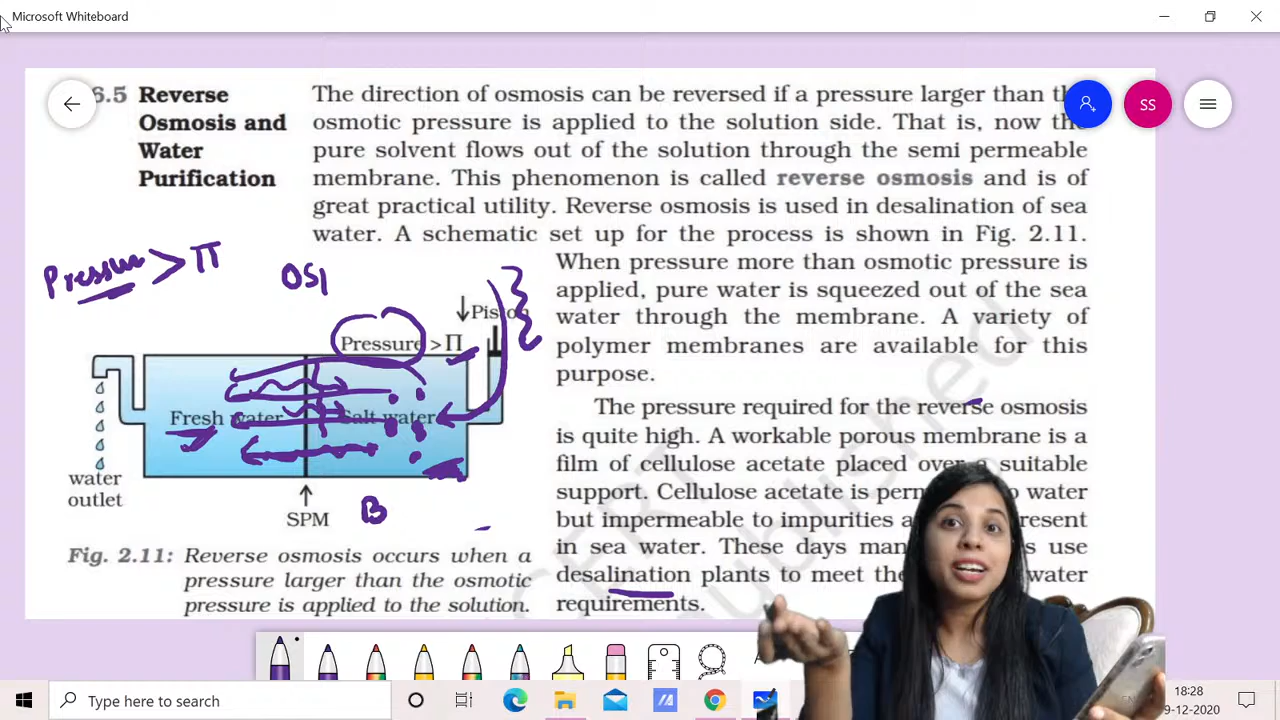 Microsoft Whiteboard
6.5 Reverse
Osmosis and
Water
Purification
The direction of osmosis can be reversed if a pressure larger than
osmotic pressure is applied to the solution side. That is, now
pure solvent flows out of the solution through the semi permeable
membrane. This phenomenon is called reverse osmosis and is of
great practical utility. Reverse osmosis is used in desalination of sea
water. A schematic set up for the process is shown in Fig. 2.11.
When pressure more than osmotic pressure is
applied, pure water is squeezed out of the sea
water through the membrane. A variety of
polymer membranes are available for this
purpose.
The pressure required for the reverse osmosis
is quite high. A workable porous membrane is a
film of cellulose acetate placed over a suitable
support. Cellulose acetate is
but impermeable to impurities present
in sea water. These days use
desalination plants to meet water
requirements.
SS
Pressure > Π
Piston
Pressure > Π
Fresh water
Salt water
water
outlet
SPM
B
Fig. 2.11: Reverse osmosis occurs when a
pressure larger than the osmotic
pressure is applied to the solution.
Type here to search
18:28
9-12-2020